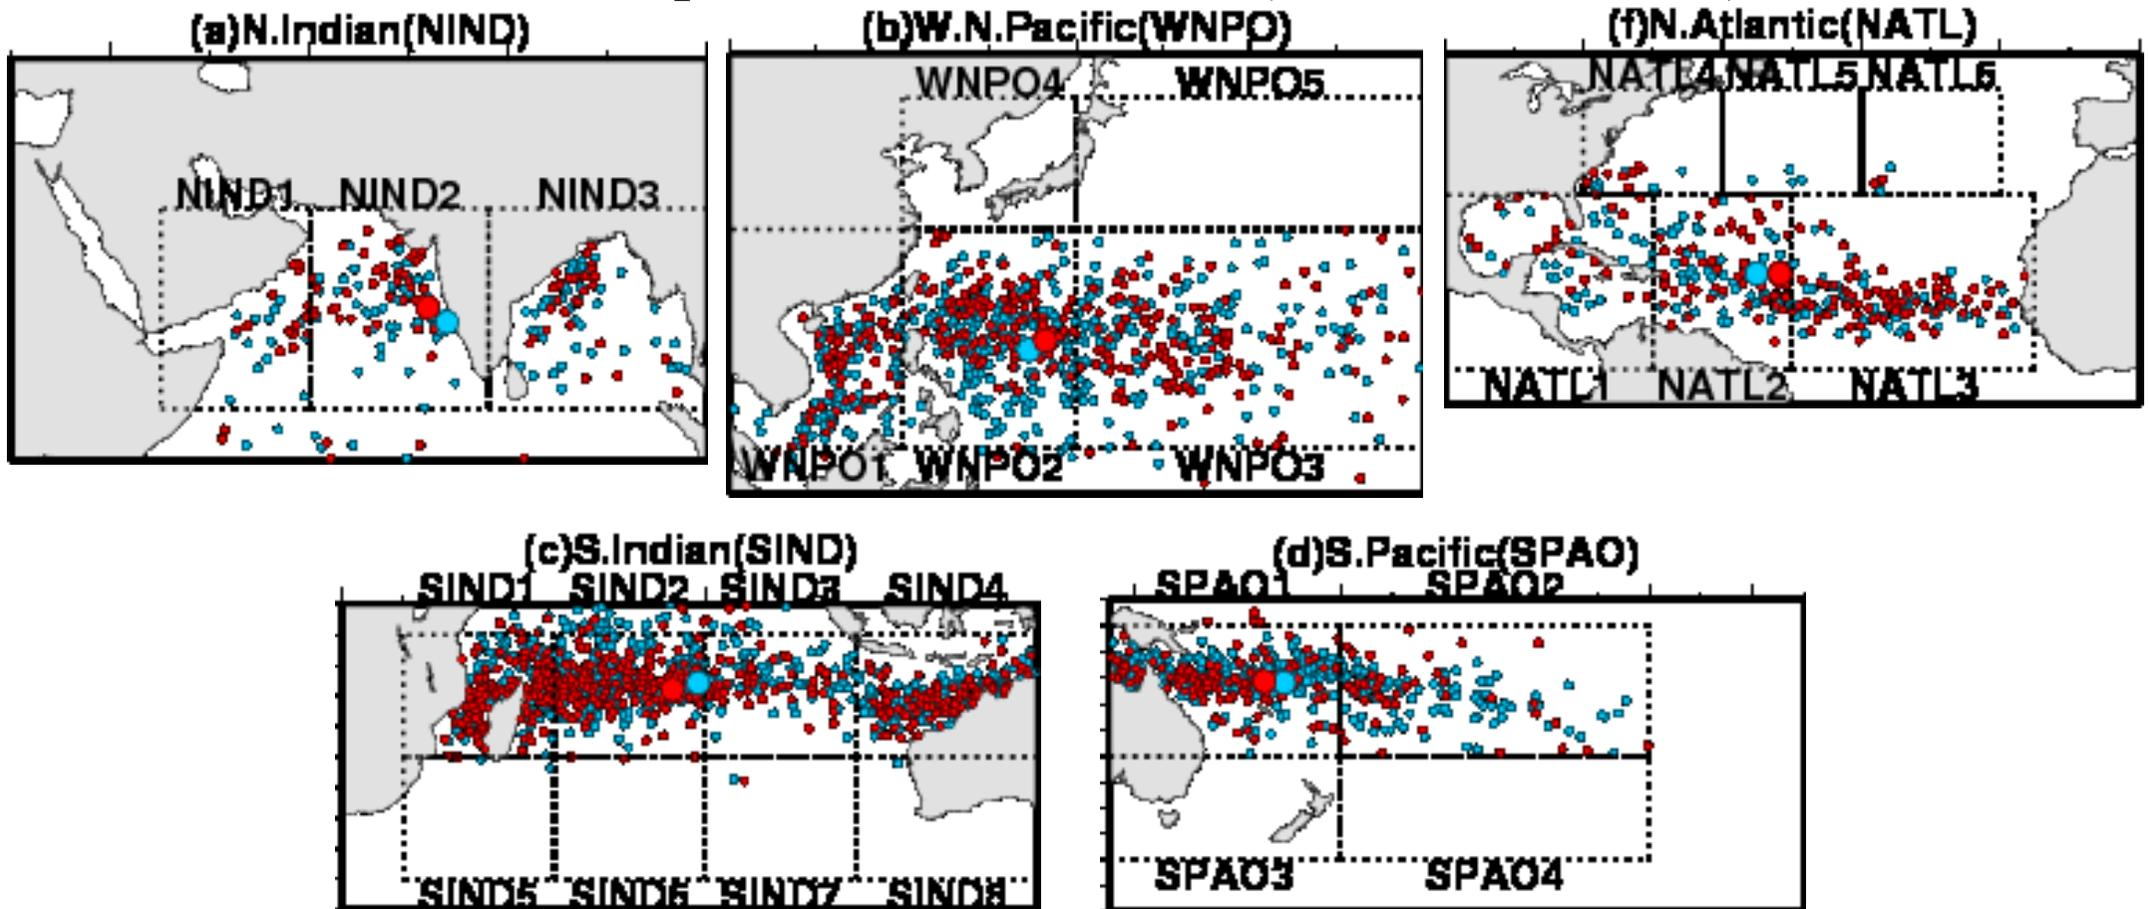 (a)N.Indian(NIND)
NIND1 NIND2 NIND3
(b)W.N.Pacific(WNPO)
WNPO4 WNPO5
WNPO1 WNPO2 WNPO3
(f)N.Atlantic(NATL)
NATL4 NATL5 NATL6
NATL1 NATL2 NATL3
(c)S.Indian(SIND)
SIND1 SIND2 SIND3 SIND4
SIND5 SIND6 SIND7 SIND8
(d)S.Pacific(SPAO)
SPAO1 SPAO2
SPAO3 SPAO4